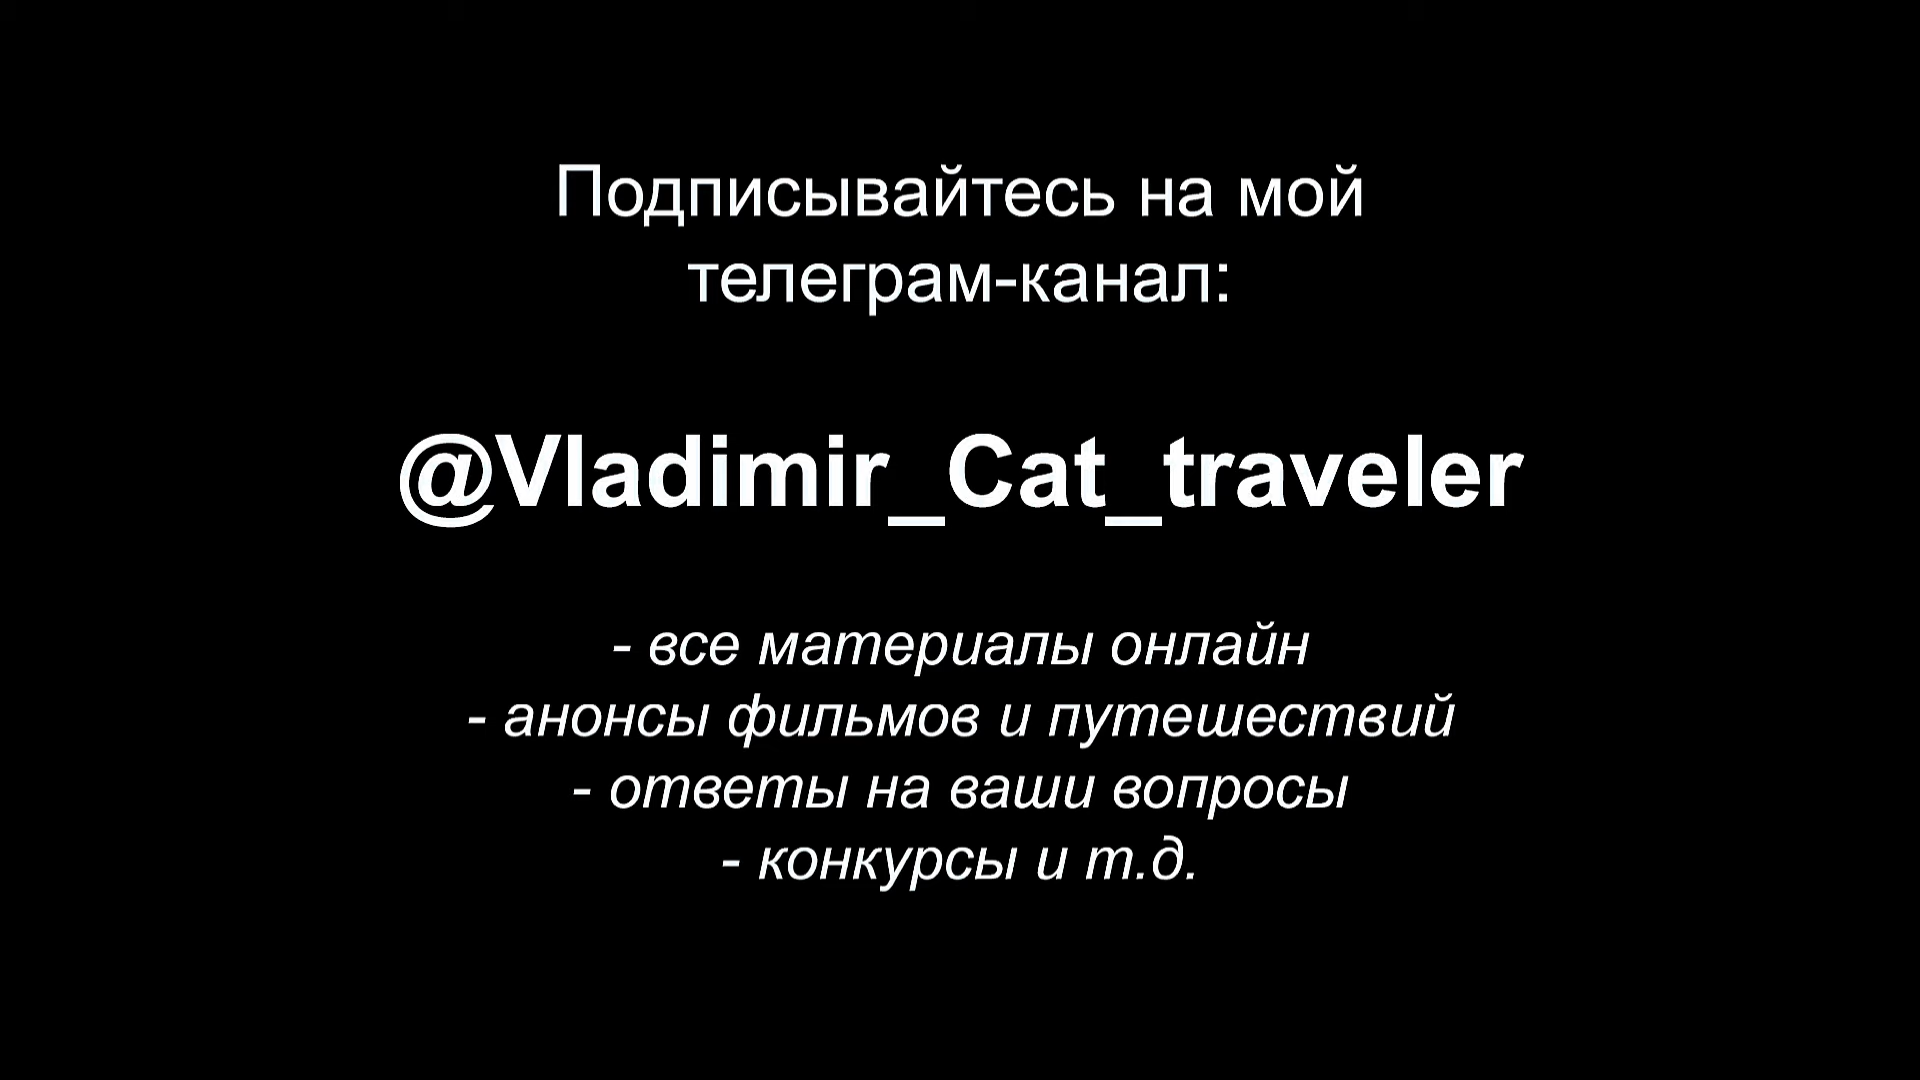 Подписывайтесь на мой
телеграм-канал:
@Vladimir_Cat_traveler
- все материалы онлайн
- анонсы фильмов и путешествий
- ответы на ваши вопросы
- конкурсы и т.д.